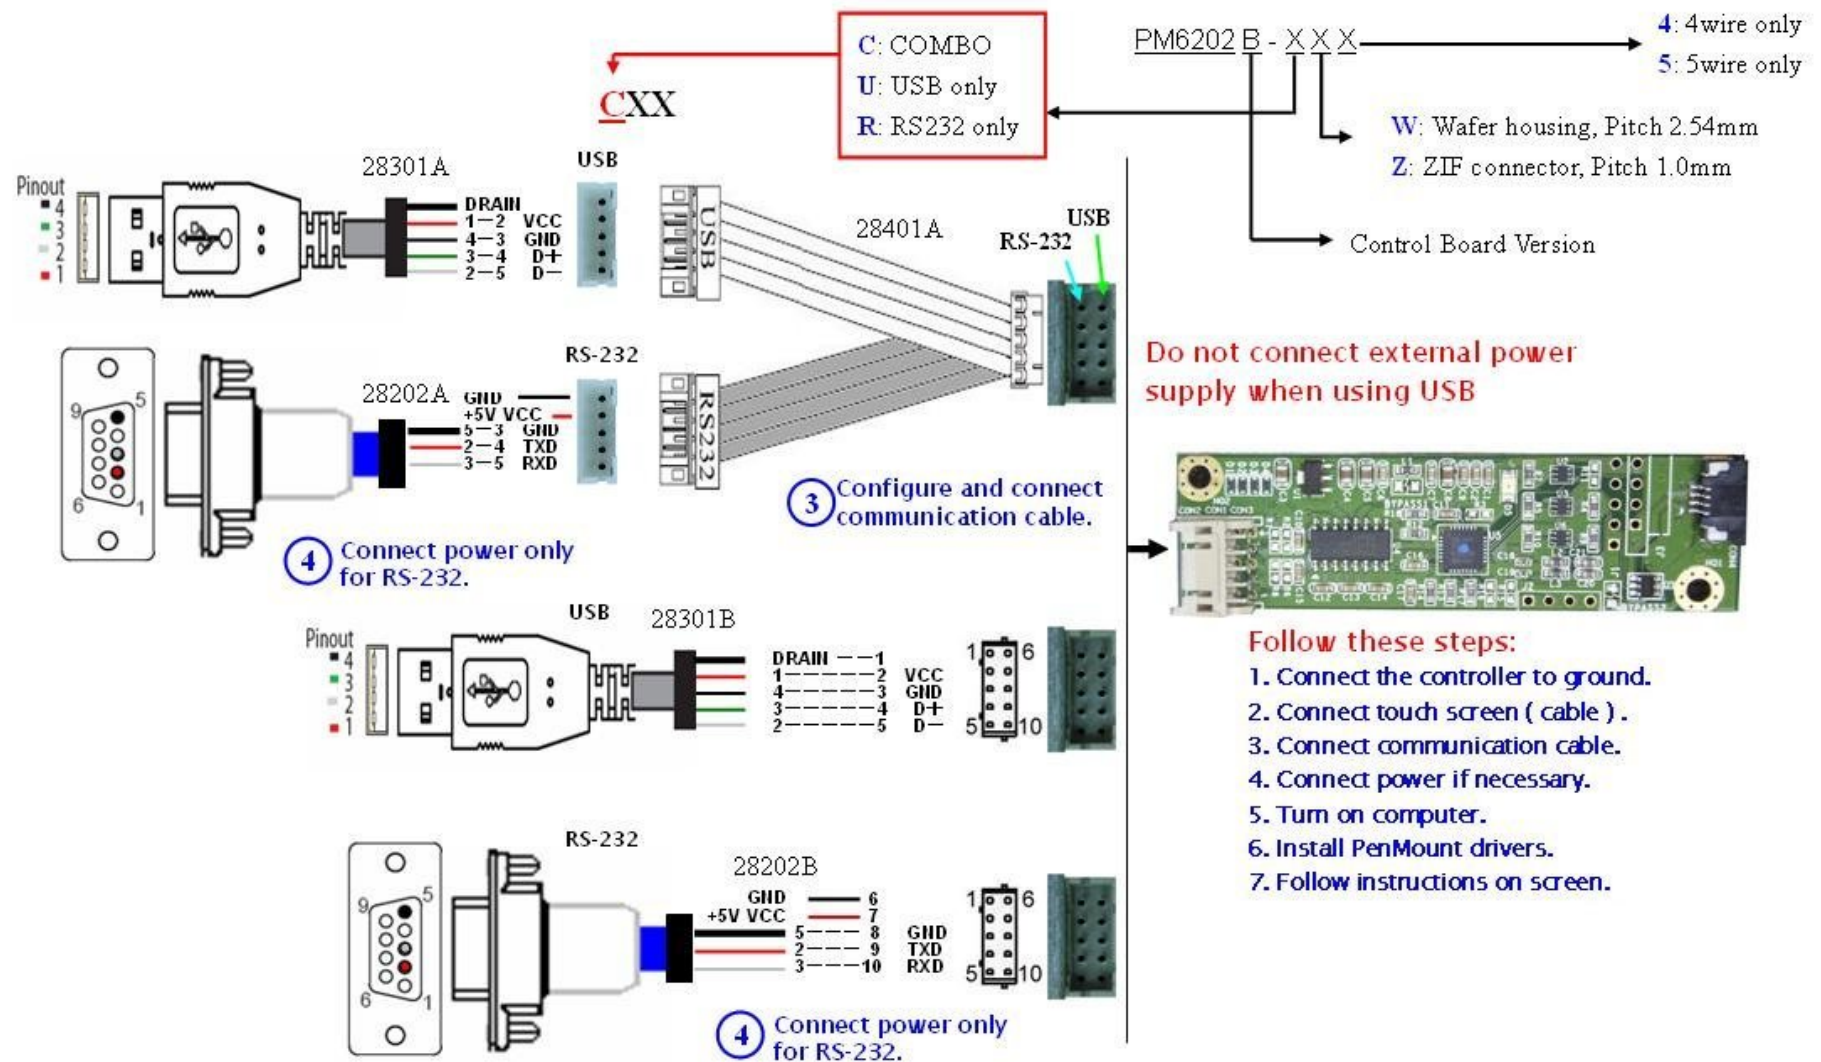 C: COMBO
U: USB only
R: RS232 only
PM6202 B - X X X
4: 4wire only
5: 5wire only
W: Wafer housing, Pitch 2.54mm
Z: ZIF connector, Pitch 1.0mm
Control Board Version
CXX
28301A
USB
Pinout
4
3
2
1
DRAIN
1-2 VCC
4-3 GND
3-4 D+
2-5 D-
USB
28401A
RS-232
USB
RS-232
28202A
GND
+5V VCC
5-3 GND
2-4 TXD
3-5 RXD
9
5
6
1
RS232
3 Configure and connect
communication cable.
4 Connect power only
for RS-232.
Do not connect external power
supply when using USB
CON2 CON1 CON3
BYPASS1
USB
28301B
Pinout
4
3
2
1
DRAIN ---1
1------2 VCC
4------3 GND
3------4 D+
2------5 D-
1 6
5 10
Follow these steps:
1. Connect the controller to ground.
2. Connect touch screen ( cable ) .
3. Connect communication cable.
4. Connect power if necessary.
5. Turn on computer.
6. Install PenMount drivers.
7. Follow instructions on screen.
RS-232
28202B
GND 6
+5V VCC 7
5----8 GND
2----9 TXD
3----10 RXD
9
5
6
1
1 6
5 10
4 Connect power only
for RS-232.